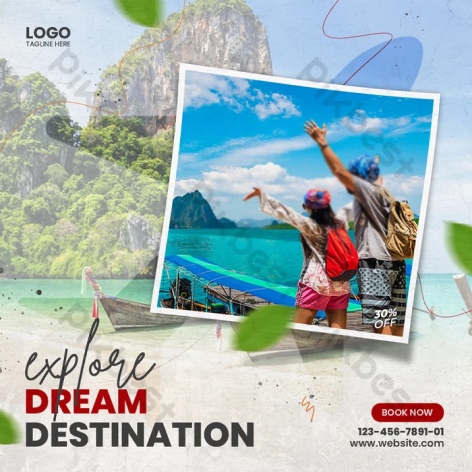 LOGO
TAGLINE HERE
30%
OFF
explore
DREAM
DESTINATION
BOOK NOW
123-456-7891-01
www.website.com